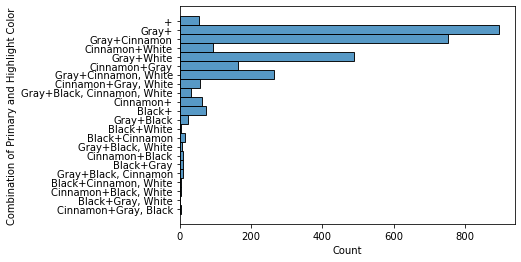 Combination of Primary and Highlight Color
+
Gray+
Gray+Cinnamon
Cinnamon+White
Gray+White
Cinnamon+Gray
Gray+Cinnamon, White
Cinnamon+Gray, White
Gray+Black, Cinnamon, White
Cinnamon+
Black+
Gray+Black
Black+White
Black+Cinnamon
Gray+Black, White
Cinnamon+Black
Black+Gray
Gray+Black, Cinnamon
Black+Cinnamon, White
Cinnamon+Black, White
Black+Gray, White
Cinnamon+Gray, Black
0 200 400 600 800
Count